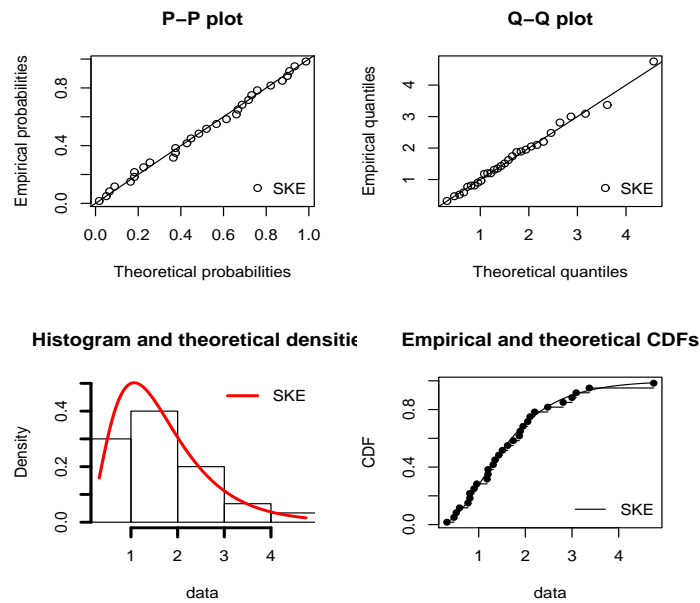 P−P plot
Empirical probabilities
0.0 0.4 0.8
SKE
0.0 0.2 0.4 0.6 0.8 1.0
Theoretical probabilities
Q−Q plot
Empirical quantiles
1 2 3 4
SKE
1 2 3 4
Theoretical quantiles
Histogram and theoretical densitie
Density
0.0 0.2 0.4
SKE
1 2 3 4
data
Empirical and theoretical CDFs
CDF
0.0 0.4 0.8
SKE
1 2 3 4
data